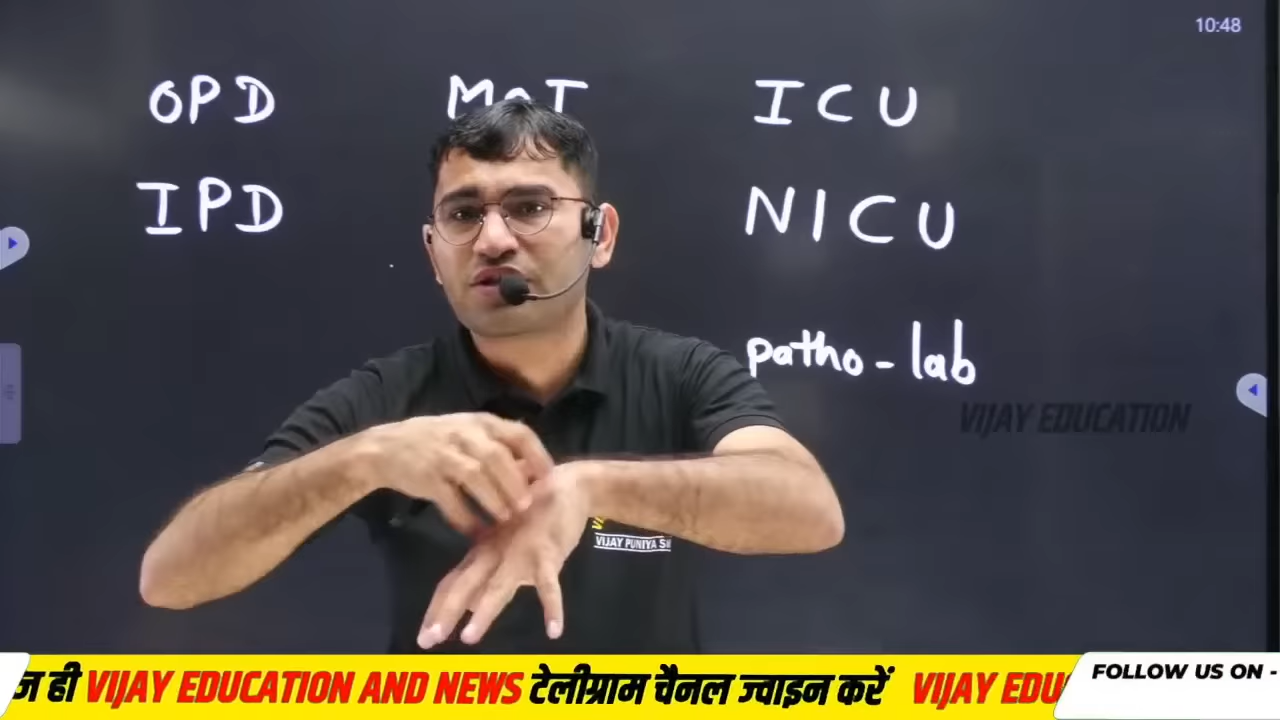 10:48
OPD
ICU
IPD
NICU
patho-lab
VIJAY EDUCATION
VIJAY PUNIYA
ही VIJAY EDUCATION AND NEWS टेलीग्राम चैनल ज्वाइन करें VIJAY
FOLLOW US ON -